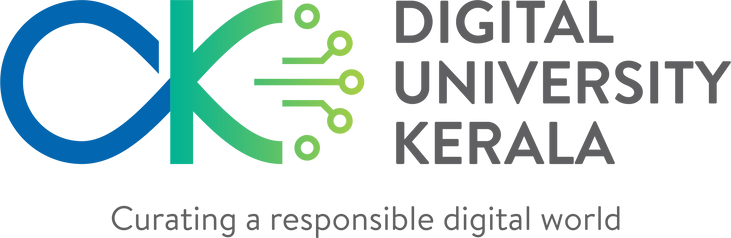 DIGITAL
UNIVERSITY
KERALA
Curating a responsible digital world